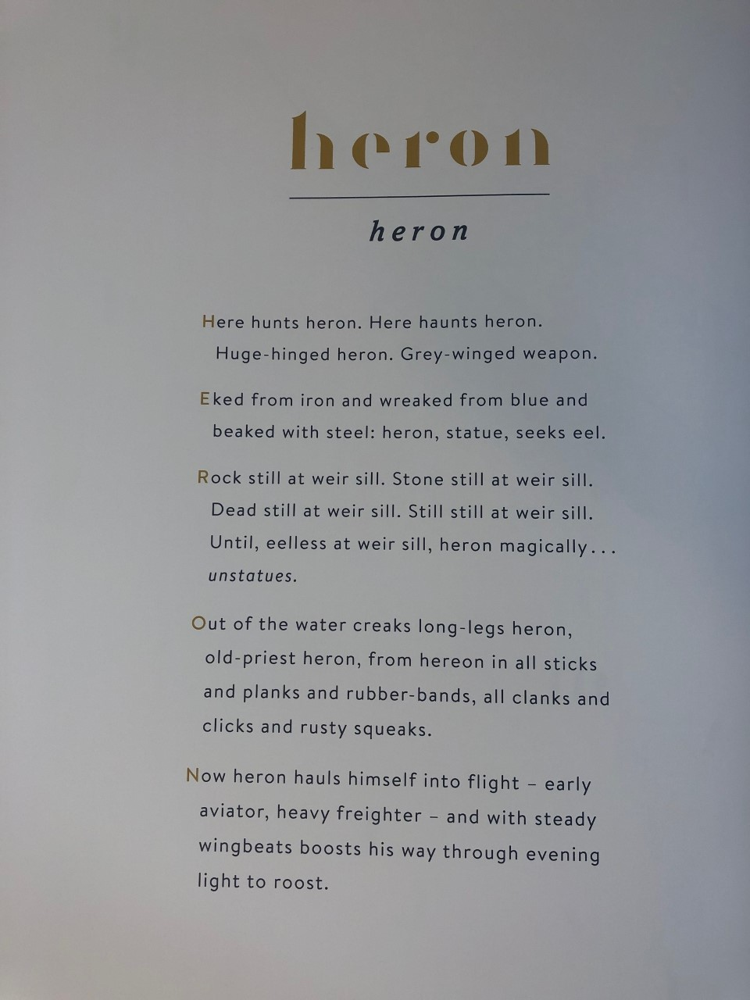 heron
heron
Here hunts heron. Here haunts heron.
Huge-hinged heron. Grey-winged weapon.
Eked from iron and wreaked from blue and
beaked with steel: heron, statue, seeks eel.
Rock still at weir sill. Stone still at weir sill.
Dead still at weir sill. Still still at weir sill.
Until, eelless at weir sill, heron magically...
unstatues.
Out of the water creaks long-legs heron,
old-priest heron, from hereon in all sticks
and planks and rubber-bands, all clanks and
clicks and rusty squeaks.
Now heron hauls himself into flight – early
aviator, heavy freighter – and with steady
wingbeats boosts his way through evening
light to roost.